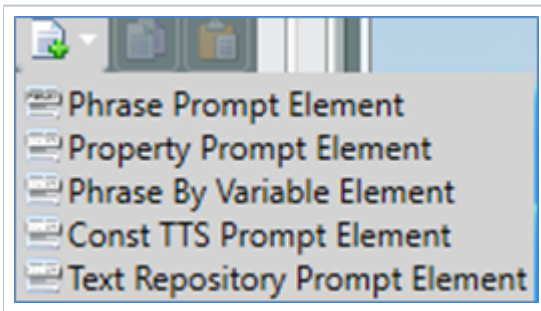 Phrase Prompt Element
Property Prompt Element
Phrase By Variable Element
Const TTS Prompt Element
Text Repository Prompt Element